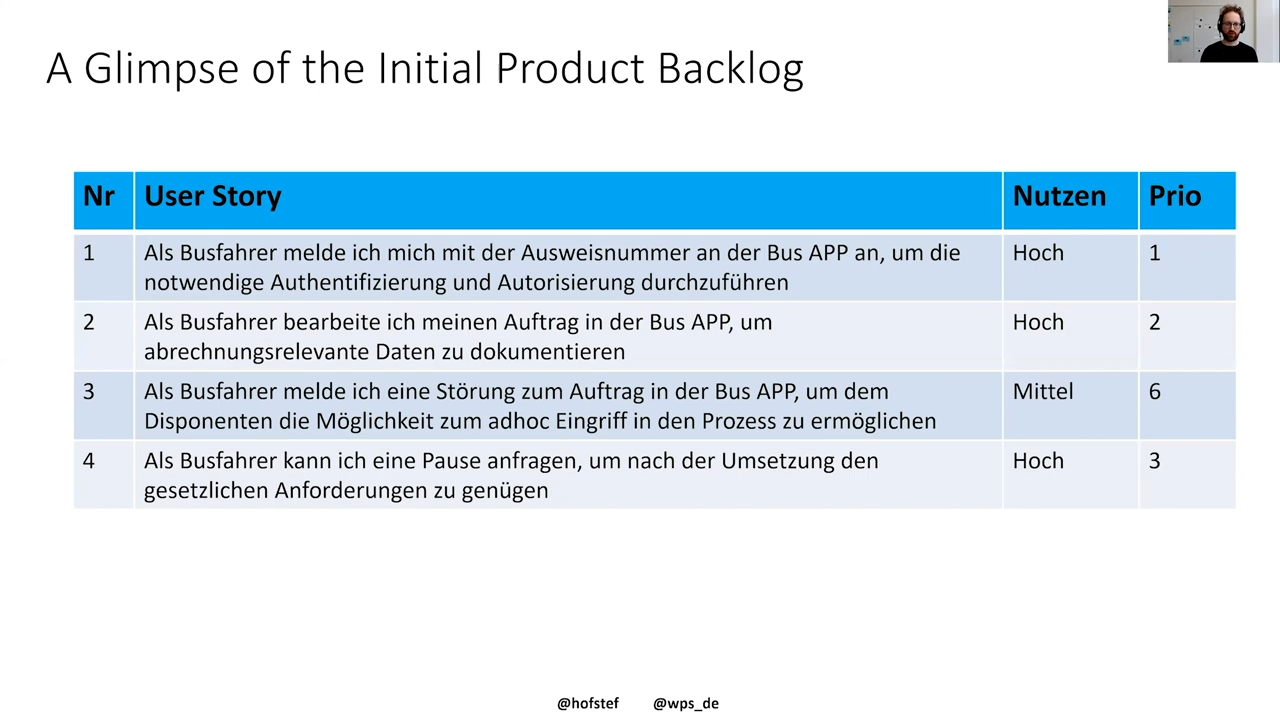 A Glimpse of the Initial Product Backlog
Nr User Story Nutzen Prio
1 Als Busfahrer melde ich mich mit der Ausweisnummer an der Bus APP an, um die Hoch 1
notwendige Authentifizierung und Autorisierung durchzuführen
2 Als Busfahrer bearbeite ich meinen Auftrag in der Bus APP, um Hoch 2
abrechnungsrelevante Daten zu dokumentieren
3 Als Busfahrer melde ich eine Störung zum Auftrag in der Bus APP, um dem Mittel 6
Disponenten die Möglichkeit zum adhoc Eingriff in den Prozess zu ermöglichen
4 Als Busfahrer kann ich eine Pause anfragen, um nach der Umsetzung den Hoch 3
gesetzlichen Anforderungen zu genügen
@hofstef @wps_de